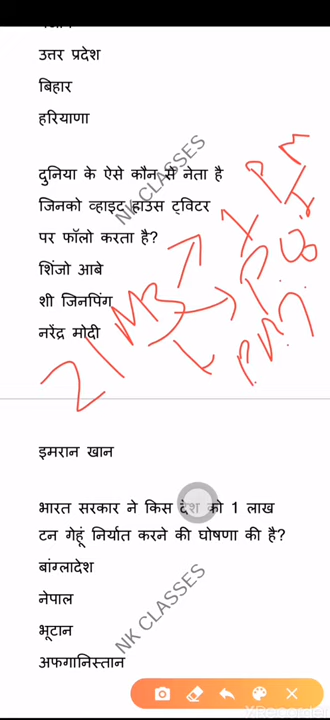 उत्तर प्रदेश
बिहार
हरियाणा
दुनिया के ऐसे कौन से नेता है
जिनको व्हाइट हाउस ट्विटर
पर फॉलो करता है?
शिंजो आबे
शी जिनपिंग
नरेंद्र मोदी
इमरान खान
भारत सरकार ने किस देश को 1 लाख
टन गेहूं निर्यात करने की घोषणा की है?
बांग्लादेश
नेपाल
भूटान
अफगानिस्तान
NK CLASSES
NK CLASSES
XRecorder